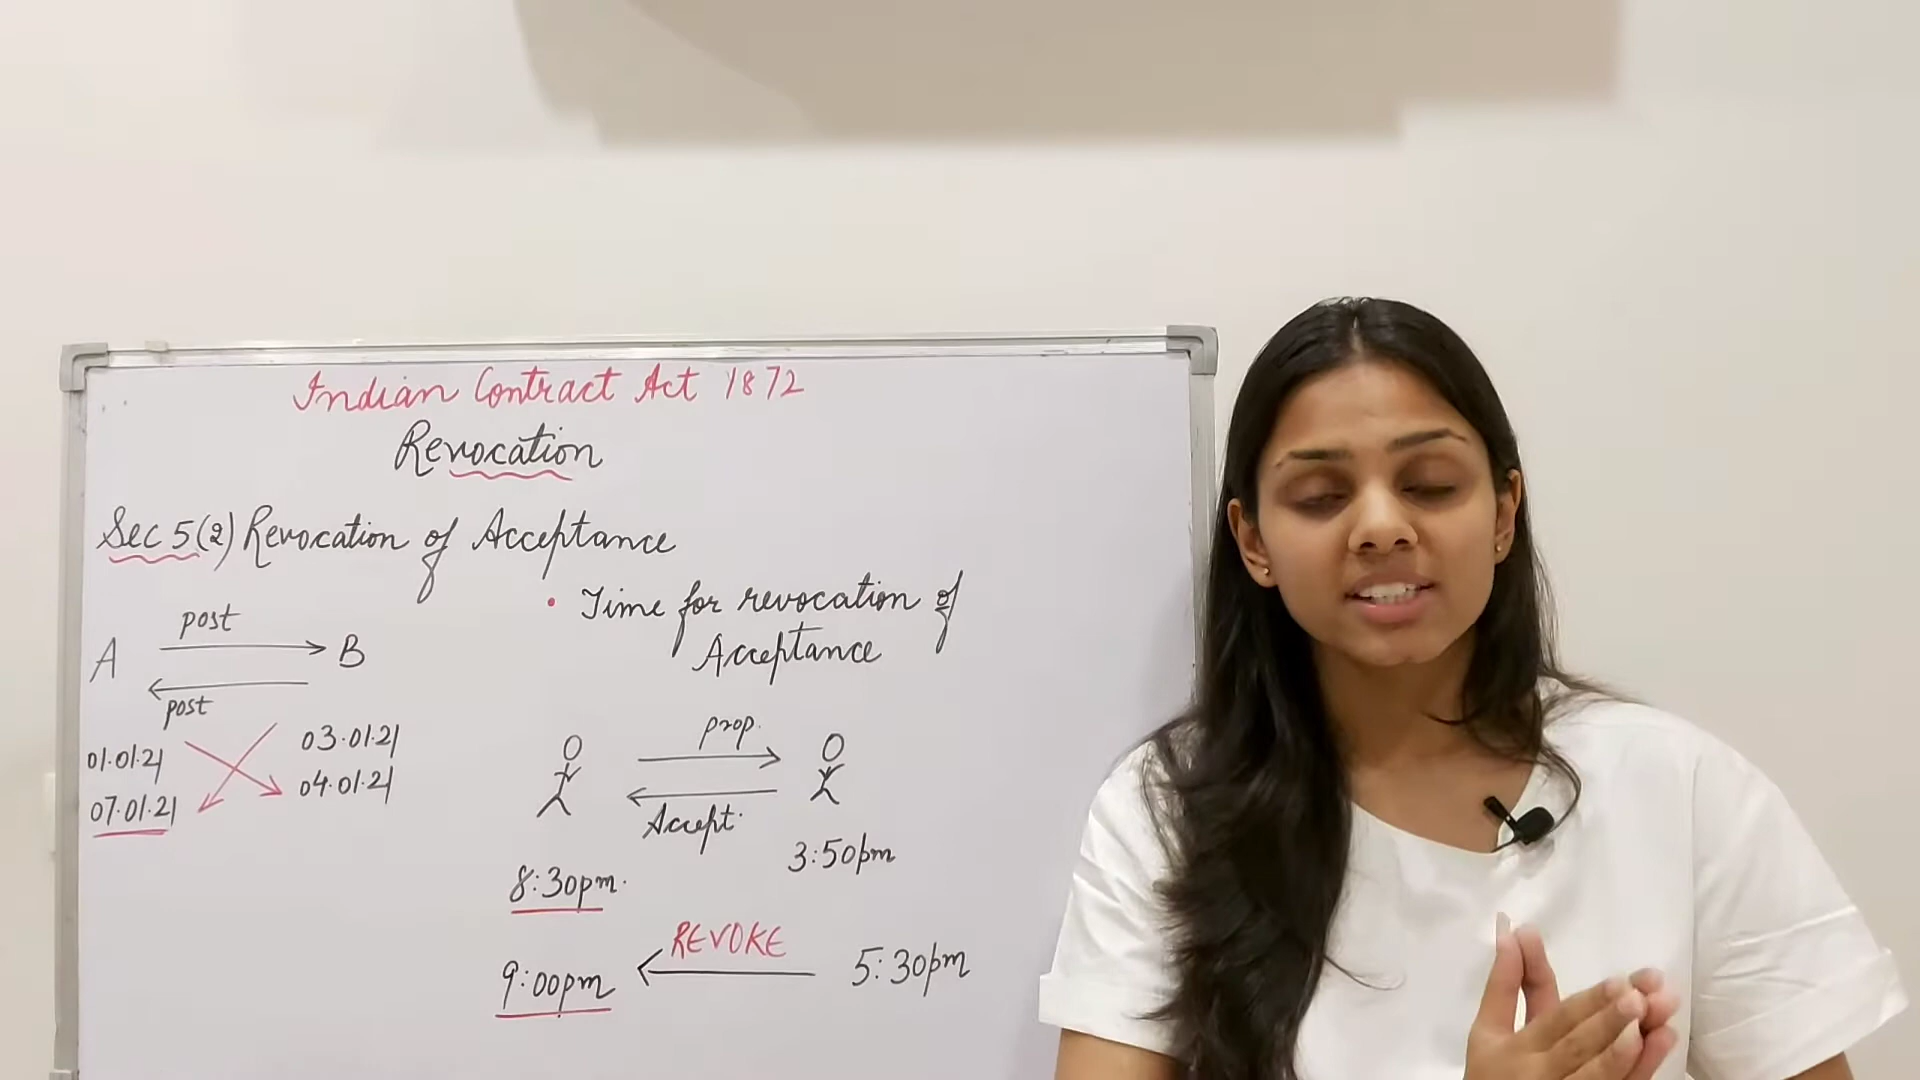 Indian Contract Act 1872
Revocation
Sec 5(2) Revocation of Acceptance
post
A B
post
01.01.21 03.01.21
07.01.21 04.01.21
• Time for revocation of
Acceptance
prop.
Accept.
3:50pm
8:30pm.
REVOKE
9:00pm 5:30pm